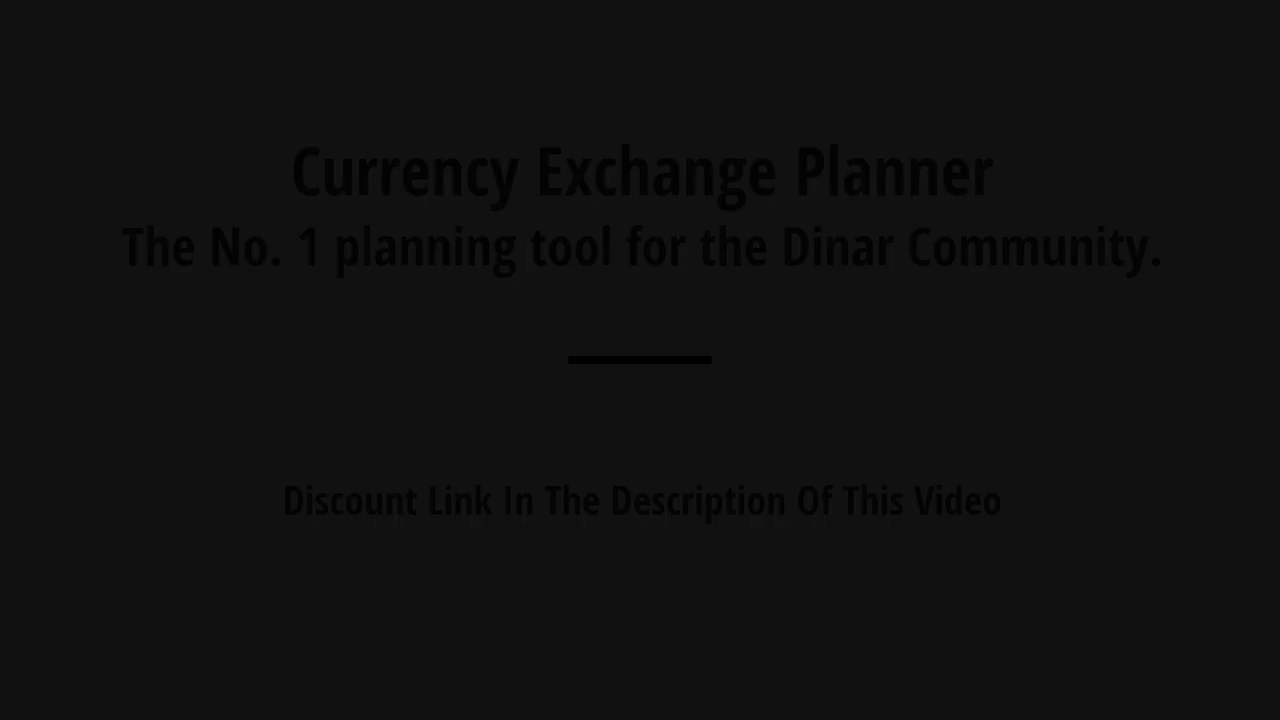 Currency Exchange Planner
The No. 1 planning tool for the Dinar Community.
Discount Link In The Description Of This Video